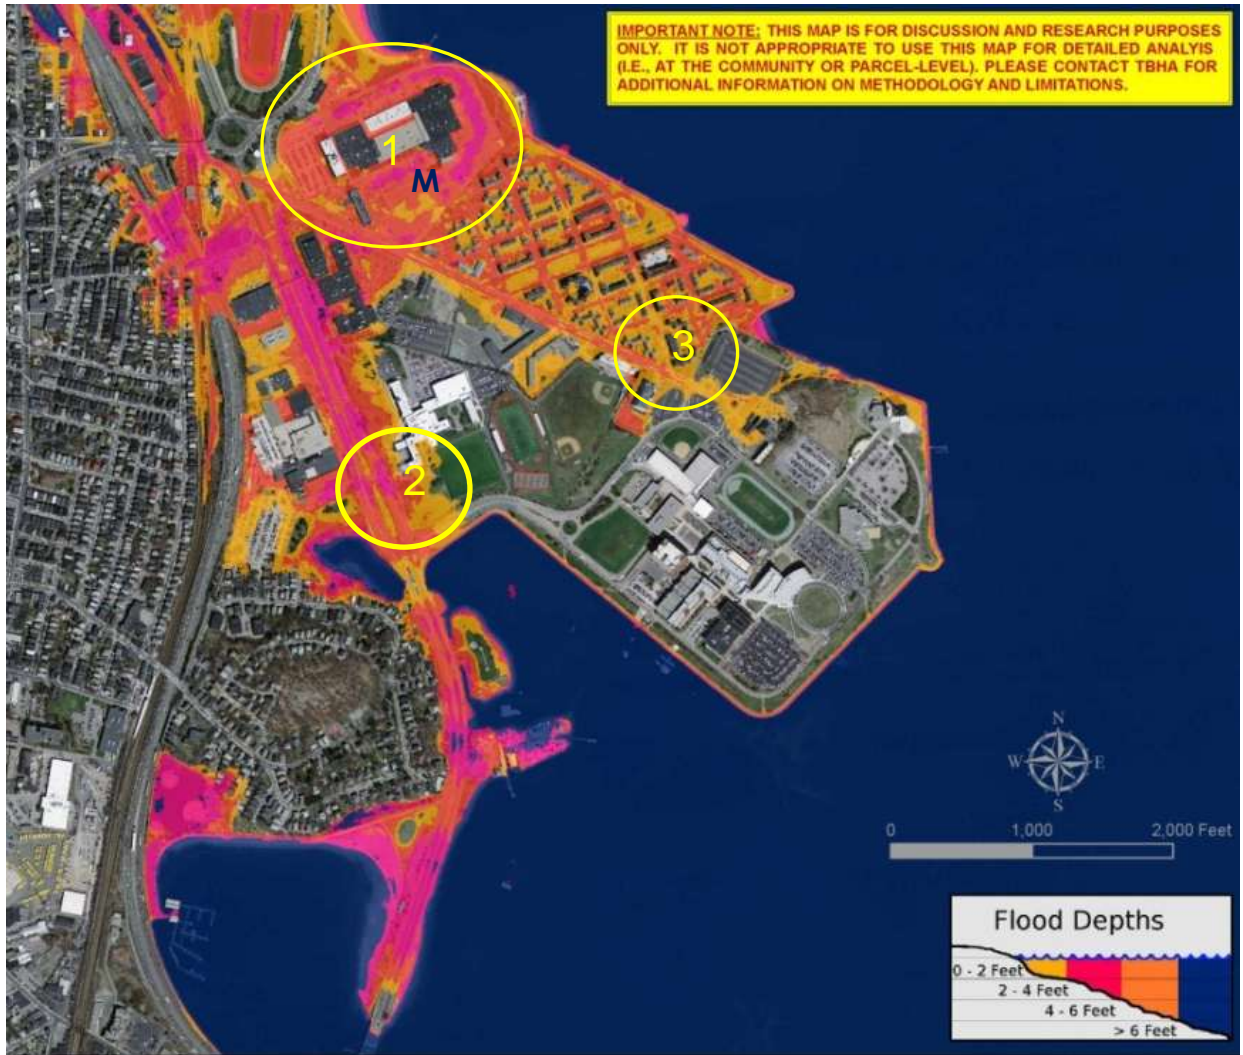 IMPORTANT NOTE: THIS MAP IS FOR DISCUSSION AND RESEARCH PURPOSES
ONLY. IT IS NOT APPROPRIATE TO USE THIS MAP FOR DETAILED ANALYIS
(I.E., AT THE COMMUNITY OR PARCEL-LEVEL). PLEASE CONTACT TBHA FOR
ADDITIONAL INFORMATION ON METHODOLOGY AND LIMITATIONS.
1
M
3
2
N
W E
S
0 1,000 2,000 Feet
Flood Depths
0 - 2 Feet
2 - 4 Feet
4 - 6 Feet
> 6 Feet